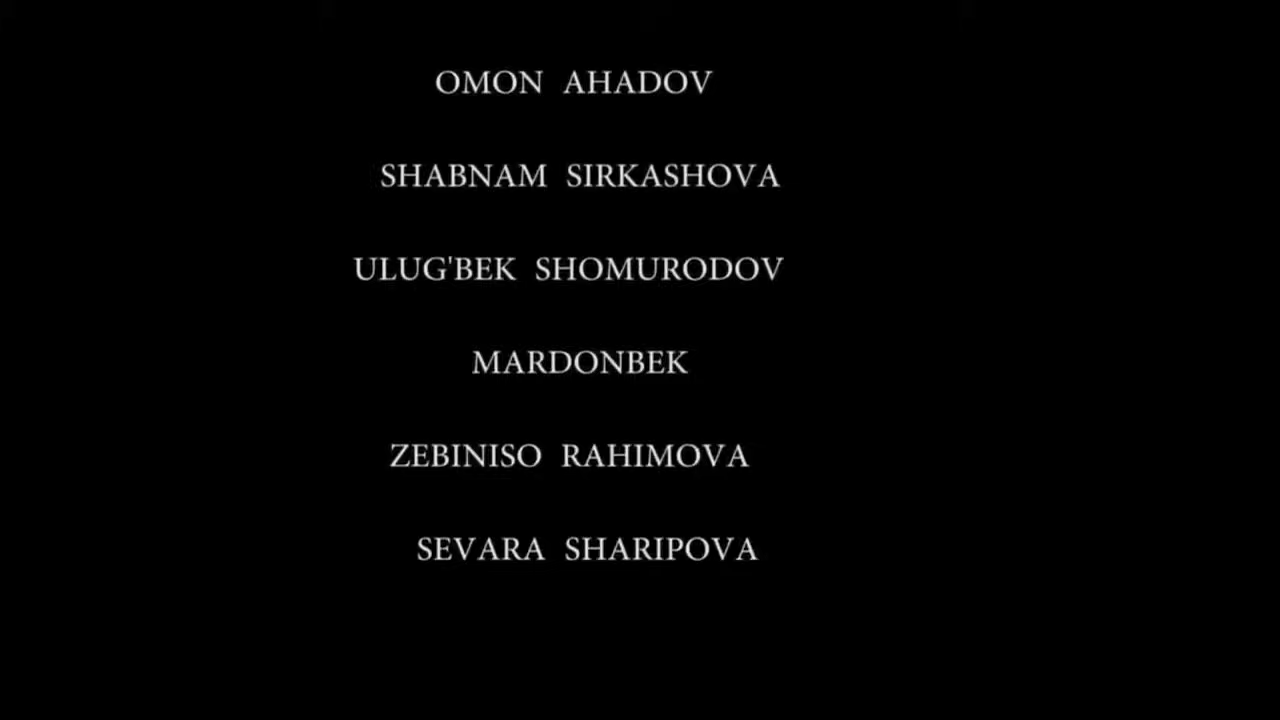 OMON AHADOV
SHABNAM SIRKASHOVA
ULUG'BEK SHOMURODOV
MARDONBEK
ZEBINISO RAHIMOVA
SEVARA SHARIPOVA